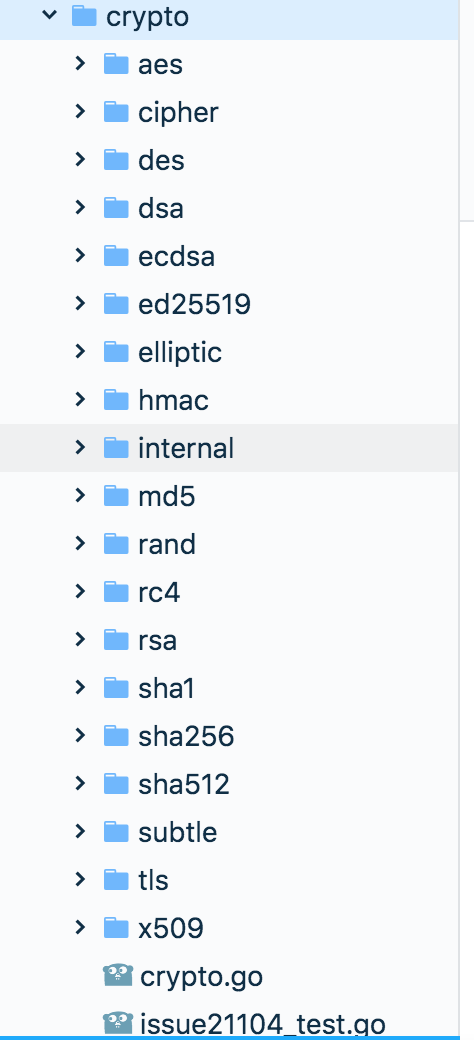 crypto
aes
cipher
des
dsa
ecdsa
ed25519
elliptic
hmac
internal
md5
rand
rc4
rsa
sha1
sha256
sha512
subtle
tls
x509
crypto.go
issue21104_test.go